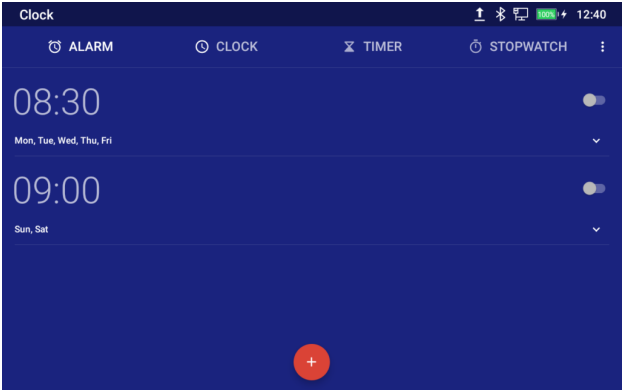 Clock 100% 12:40
ALARM CLOCK TIMER STOPWATCH
08:30
Mon, Tue, Wed, Thu, Fri
09:00
Sun, Sat
+